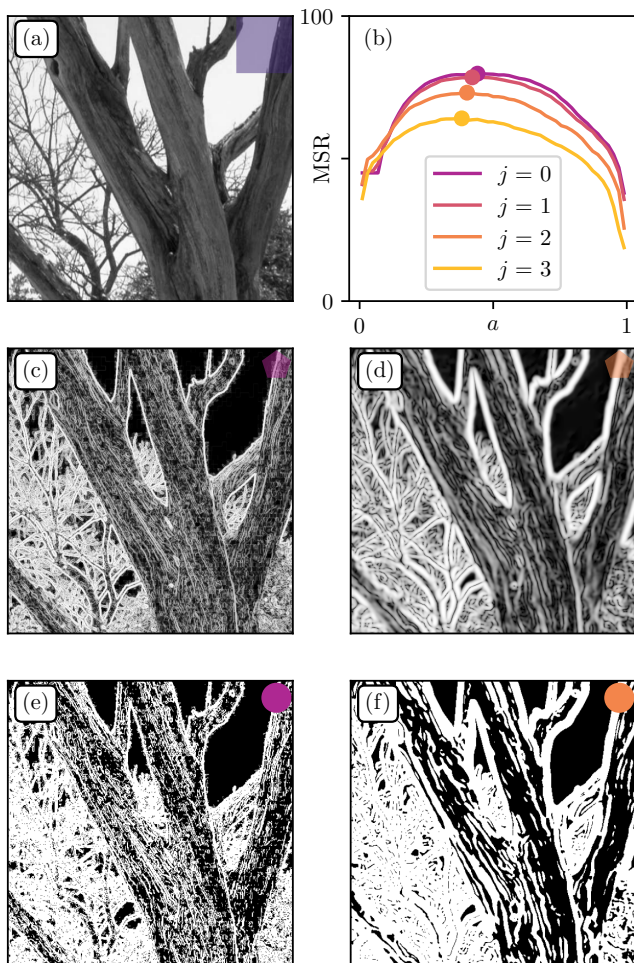 (a)
100
(b)
MSR
j = 0
j = 1
j = 2
j = 3
0
0
a
1
(c)
(d)
(e)
(f)